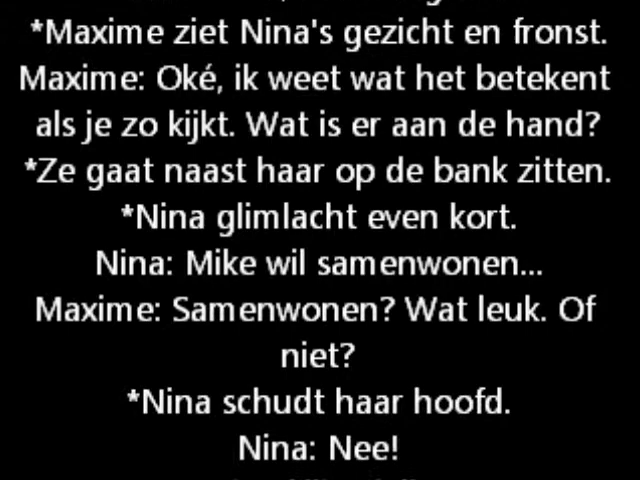 *Maxime ziet Nina's gezicht en fronst.
Maxime: Oké, ik weet wat het betekent
als je zo kijkt. Wat is er aan de hand?
*Ze gaat naast haar op de bank zitten.
*Nina glimlacht even kort.
Nina: Mike wil samenwonen...
Maxime: Samenwonen? Wat leuk. Of
niet?
*Nina schudt haar hoofd.
Nina: Nee!